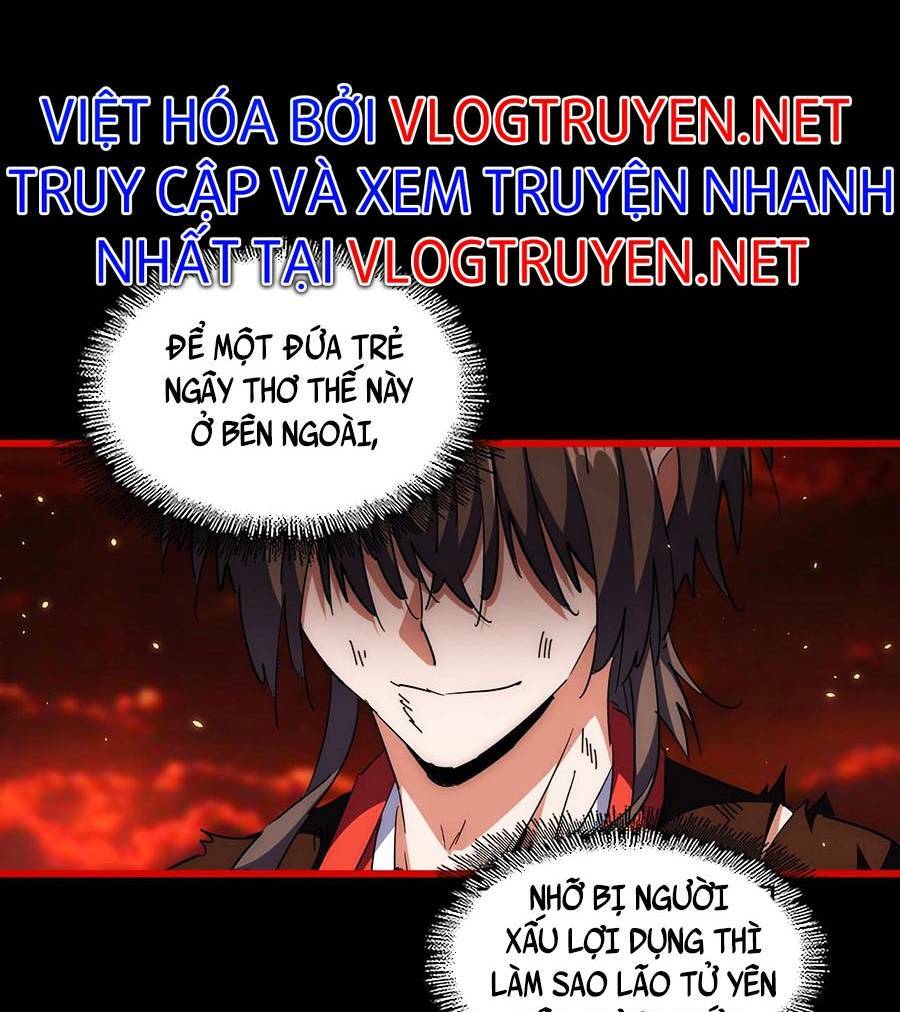 VIỆT HÓA BỞI VLOGTRUYEN.NET
TRUY CẬP VÀ XEM TRUYỆN NHANH
NHẤT TẠI VLOGTRUYEN.NET
ĐỂ MỘT ĐỨA TRẺ
NGÂY THƠ THẾ NÀY
Ở BÊN NGOÀI,
NHỠ BỊ NGƯỜI
XẤU LỢI DỤNG THÌ
LÀM SAO LÃO TỬ YÊN